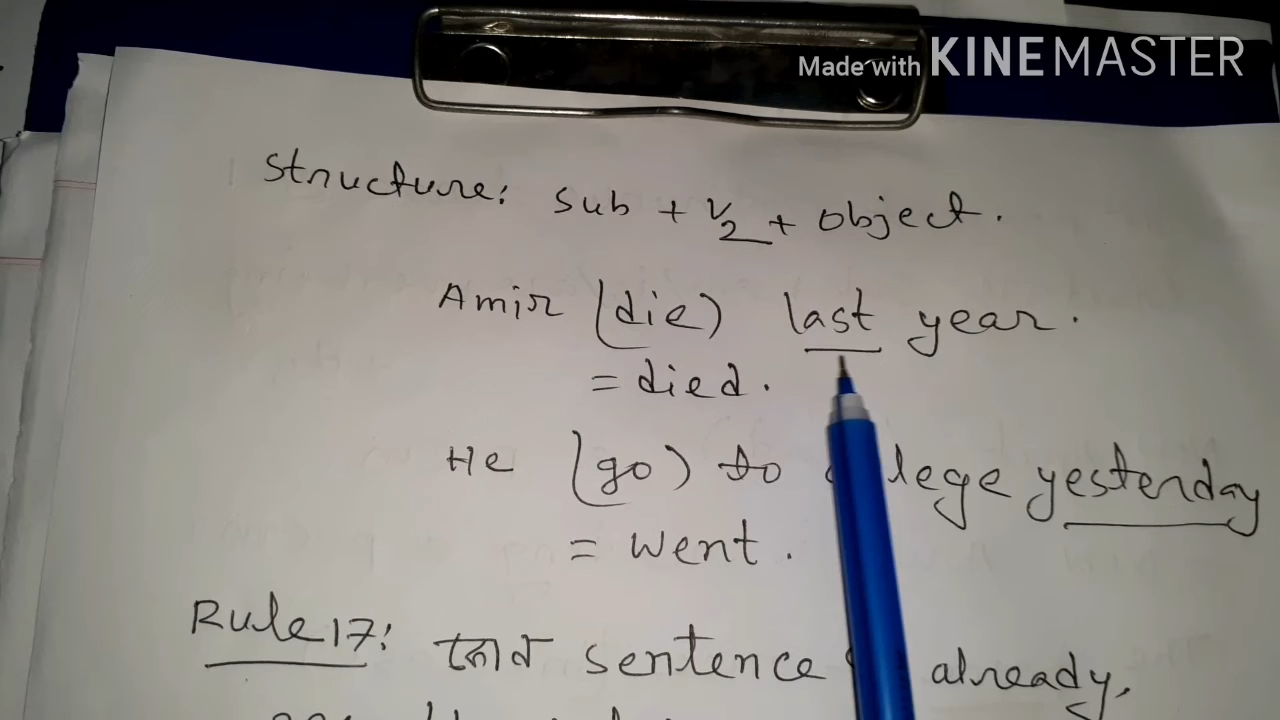 Made with KINEMASTER
Structure: Sub + V2 + Object.
Amir (die) last year.
= died.
He (go) to lege yesterday
= went.
Rule 17: কোন sentence already,